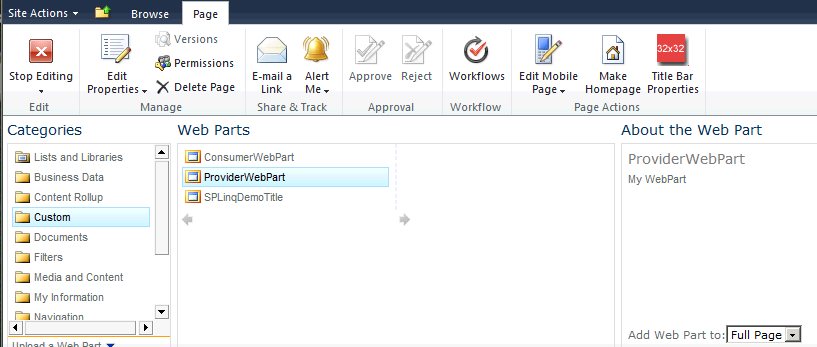 Site Actions Browse Page
Stop Editing
Edit Properties
Versions
Permissions
Delete Page
E-mail a Link
Alert Me
Approve
Reject
Workflows
Edit Mobile Page
Make Homepage
32x32
Title Bar Properties
Edit Manage Share & Track Approval Workflow Page Actions
Categories
Lists and Libraries
Business Data
Content Rollup
Custom
Documents
Filters
Media and Content
My Information
Navigation
Upload a Web Part
Web Parts
ConsumerWebPart
ProviderWebPart
SPLinqDemoTitle
About the Web Part
ProviderWebPart
My WebPart
Add Web Part to: Full Page